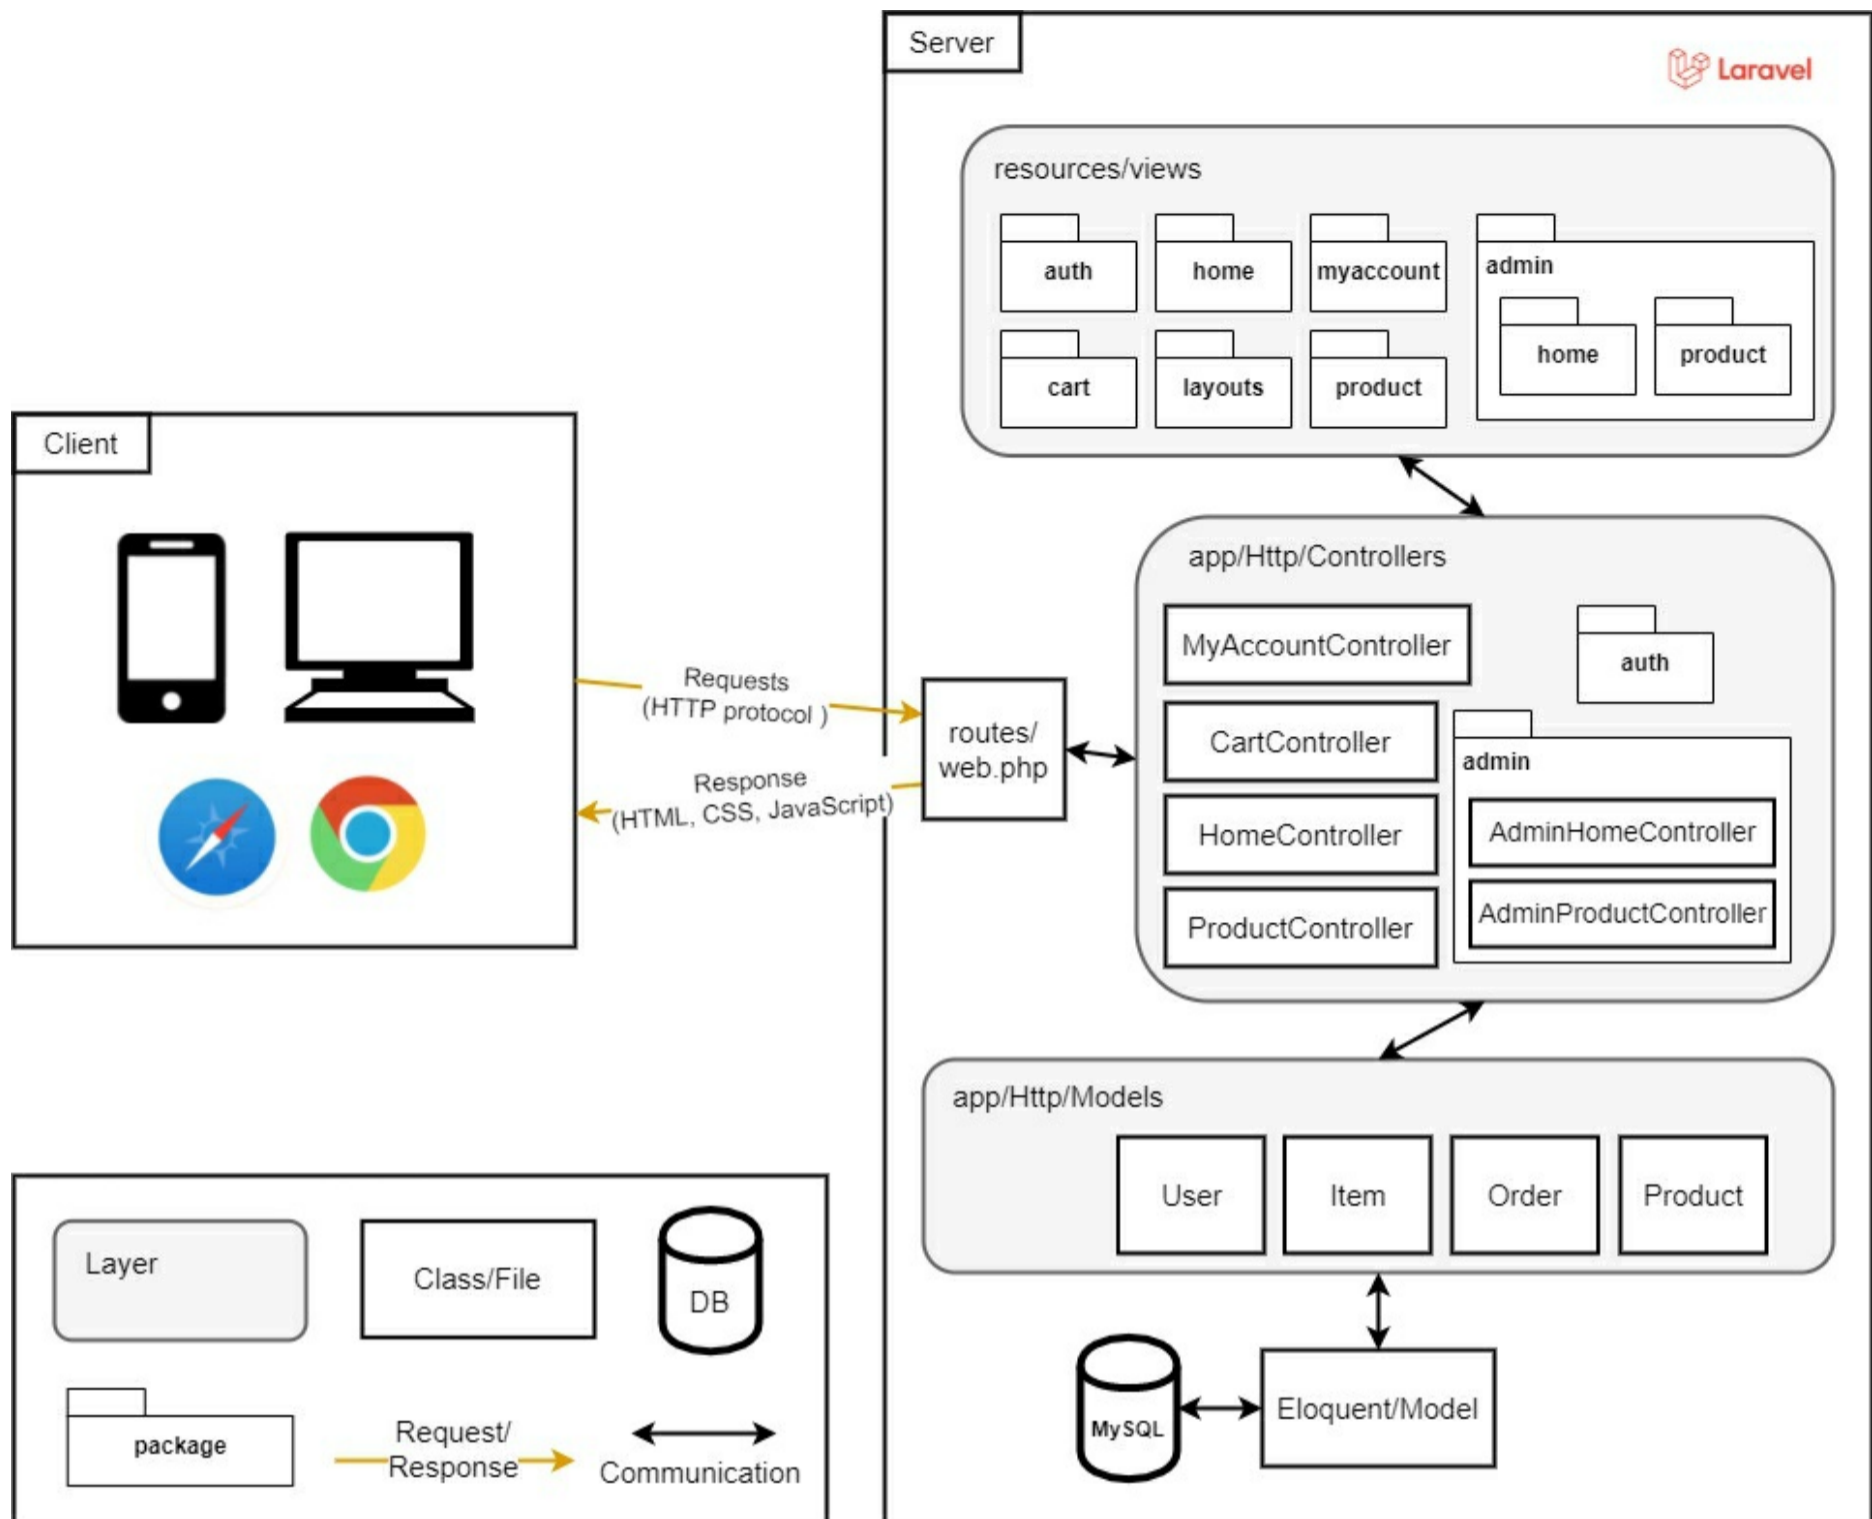 Server
Laravel
resources/views
auth
home
myaccount
admin
home
product
cart
layouts
product
Client
app/Http/Controllers
MyAccountController
auth
CartController
admin
HomeController
AdminHomeController
ProductController
AdminProductController
Requests
(HTTP protocol )
routes/
web.php
Response
(HTML, CSS, JavaScript)
app/Http/Models
User
Item
Order
Product
Eloquent/Model
MySQL
Layer
Class/File
DB
package
Request/
Response
Communication